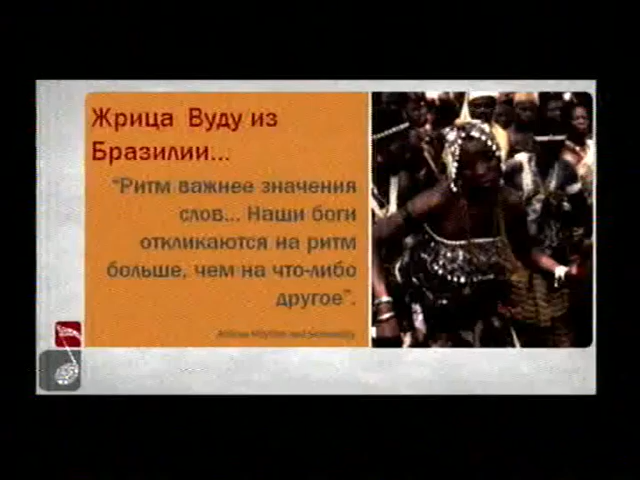 Жрица Вуду из
Бразилии...
“Ритм важнее значения
слов... Наши боги
откликаются на ритм
больше, чем на что-либо
другое”.